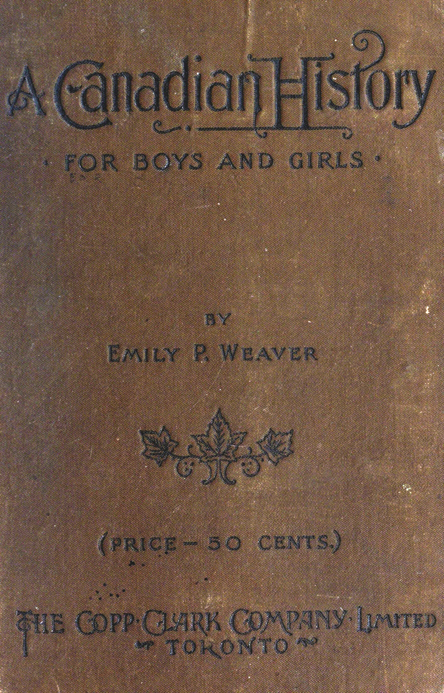 A Canadian History
· FOR BOYS AND GIRLS ·
BY
EMILY P. WEAVER
(PRICE – 50 CENTS.)
THE COPP · CLARK COMPANY · LIMITED
TORONTO